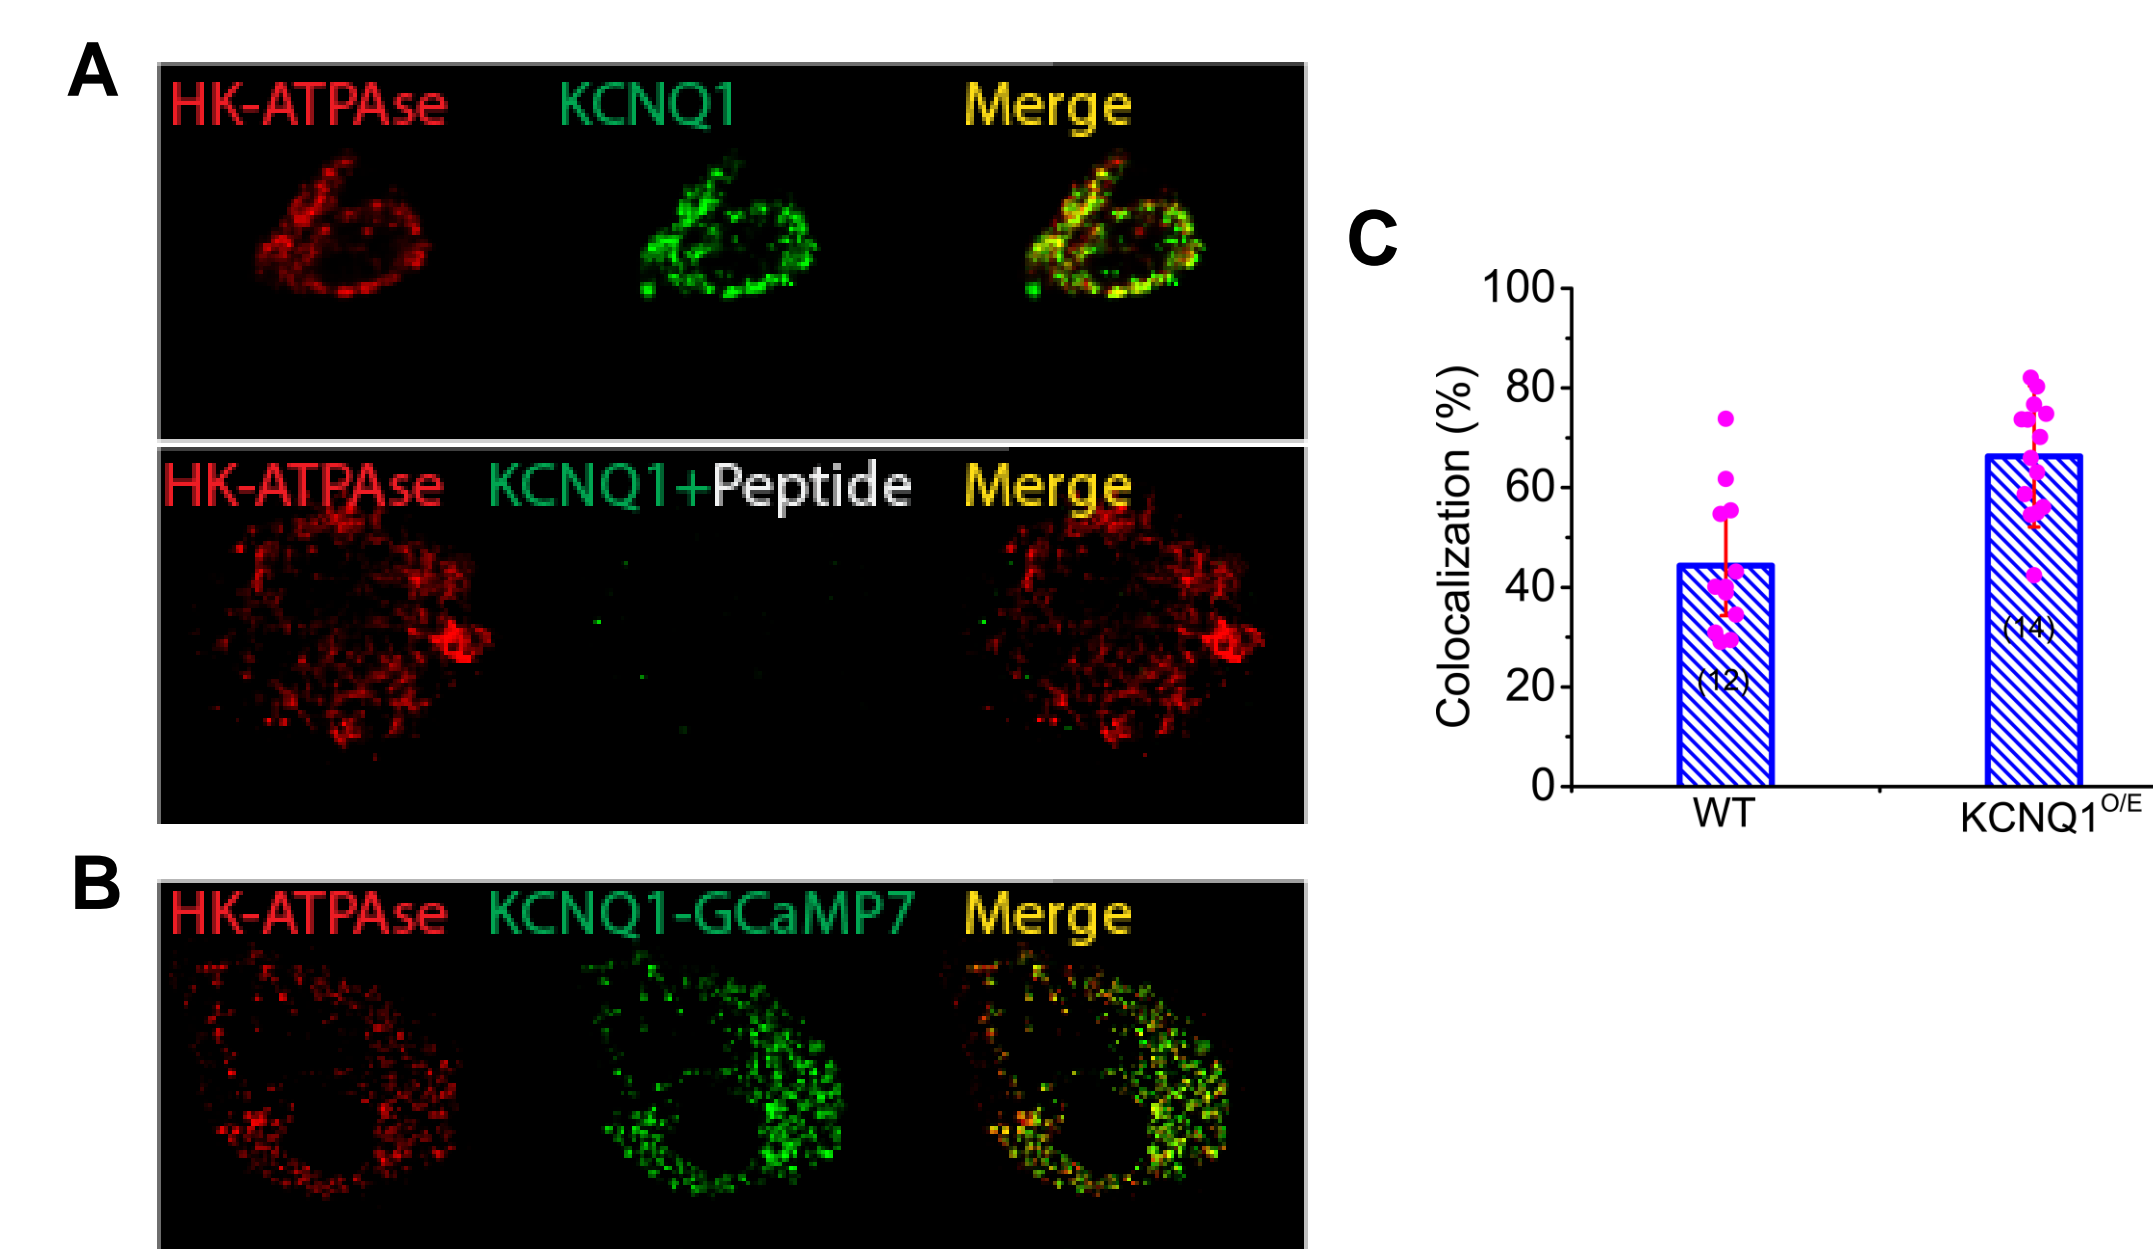 A
HK-ATPAse KCNQ1 Merge
HK-ATPAse KCNQ1+Peptide Merge
B
HK-ATPAse KCNQ1-GCaMP7 Merge
C
Colocalization (%)
100
80
60
40
20
0
(12)
(14)
WT KCNQ1O/E